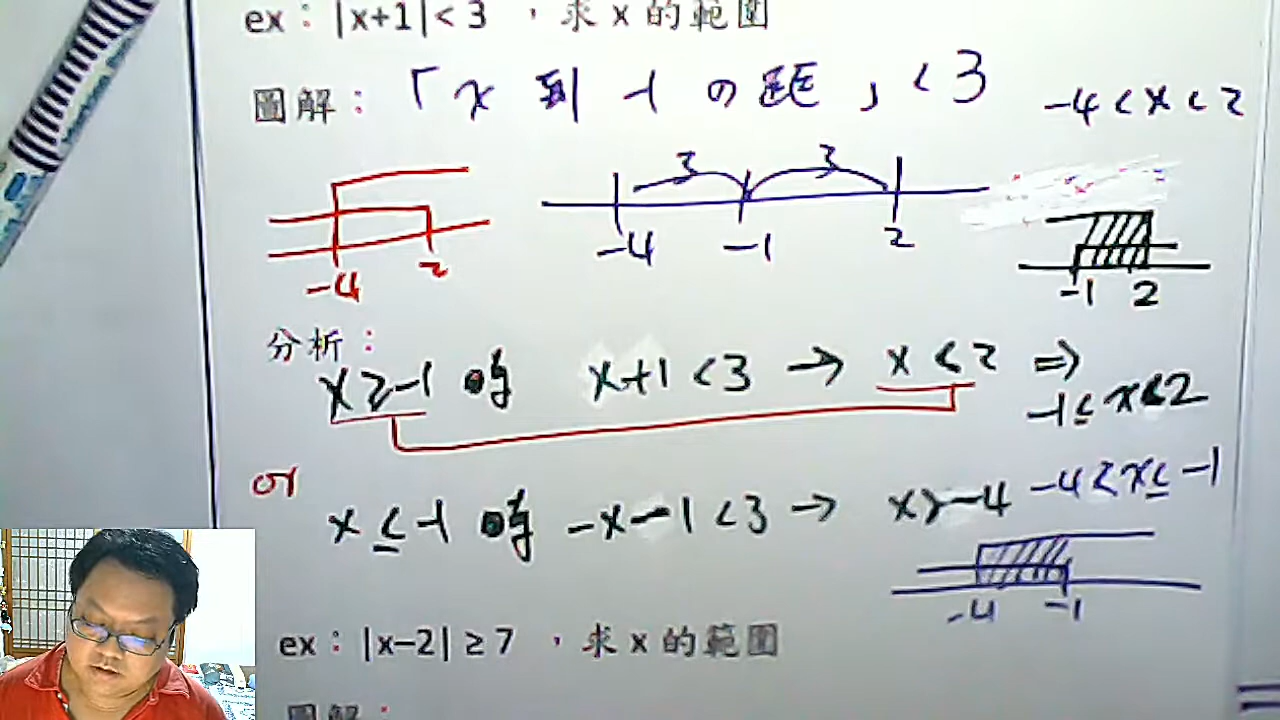 ex：|x+1|< 3 ，求 x 的範圍
圖解：「x 到 -1 の 距」< 3
-4 < x < 2
3 3
-4 -1 2
-4 2
-1 2
分析：
x ≥ -1 時 x+1 < 3 → x < 2 ⇒
-1 ≤ x < 2
or
x ≤ -1 時 -x-1 < 3 → x > -4 -4 < x ≤ -1
-4 -1
ex：|x−2| ≥ 7 ，求 x 的範圍
圖解：